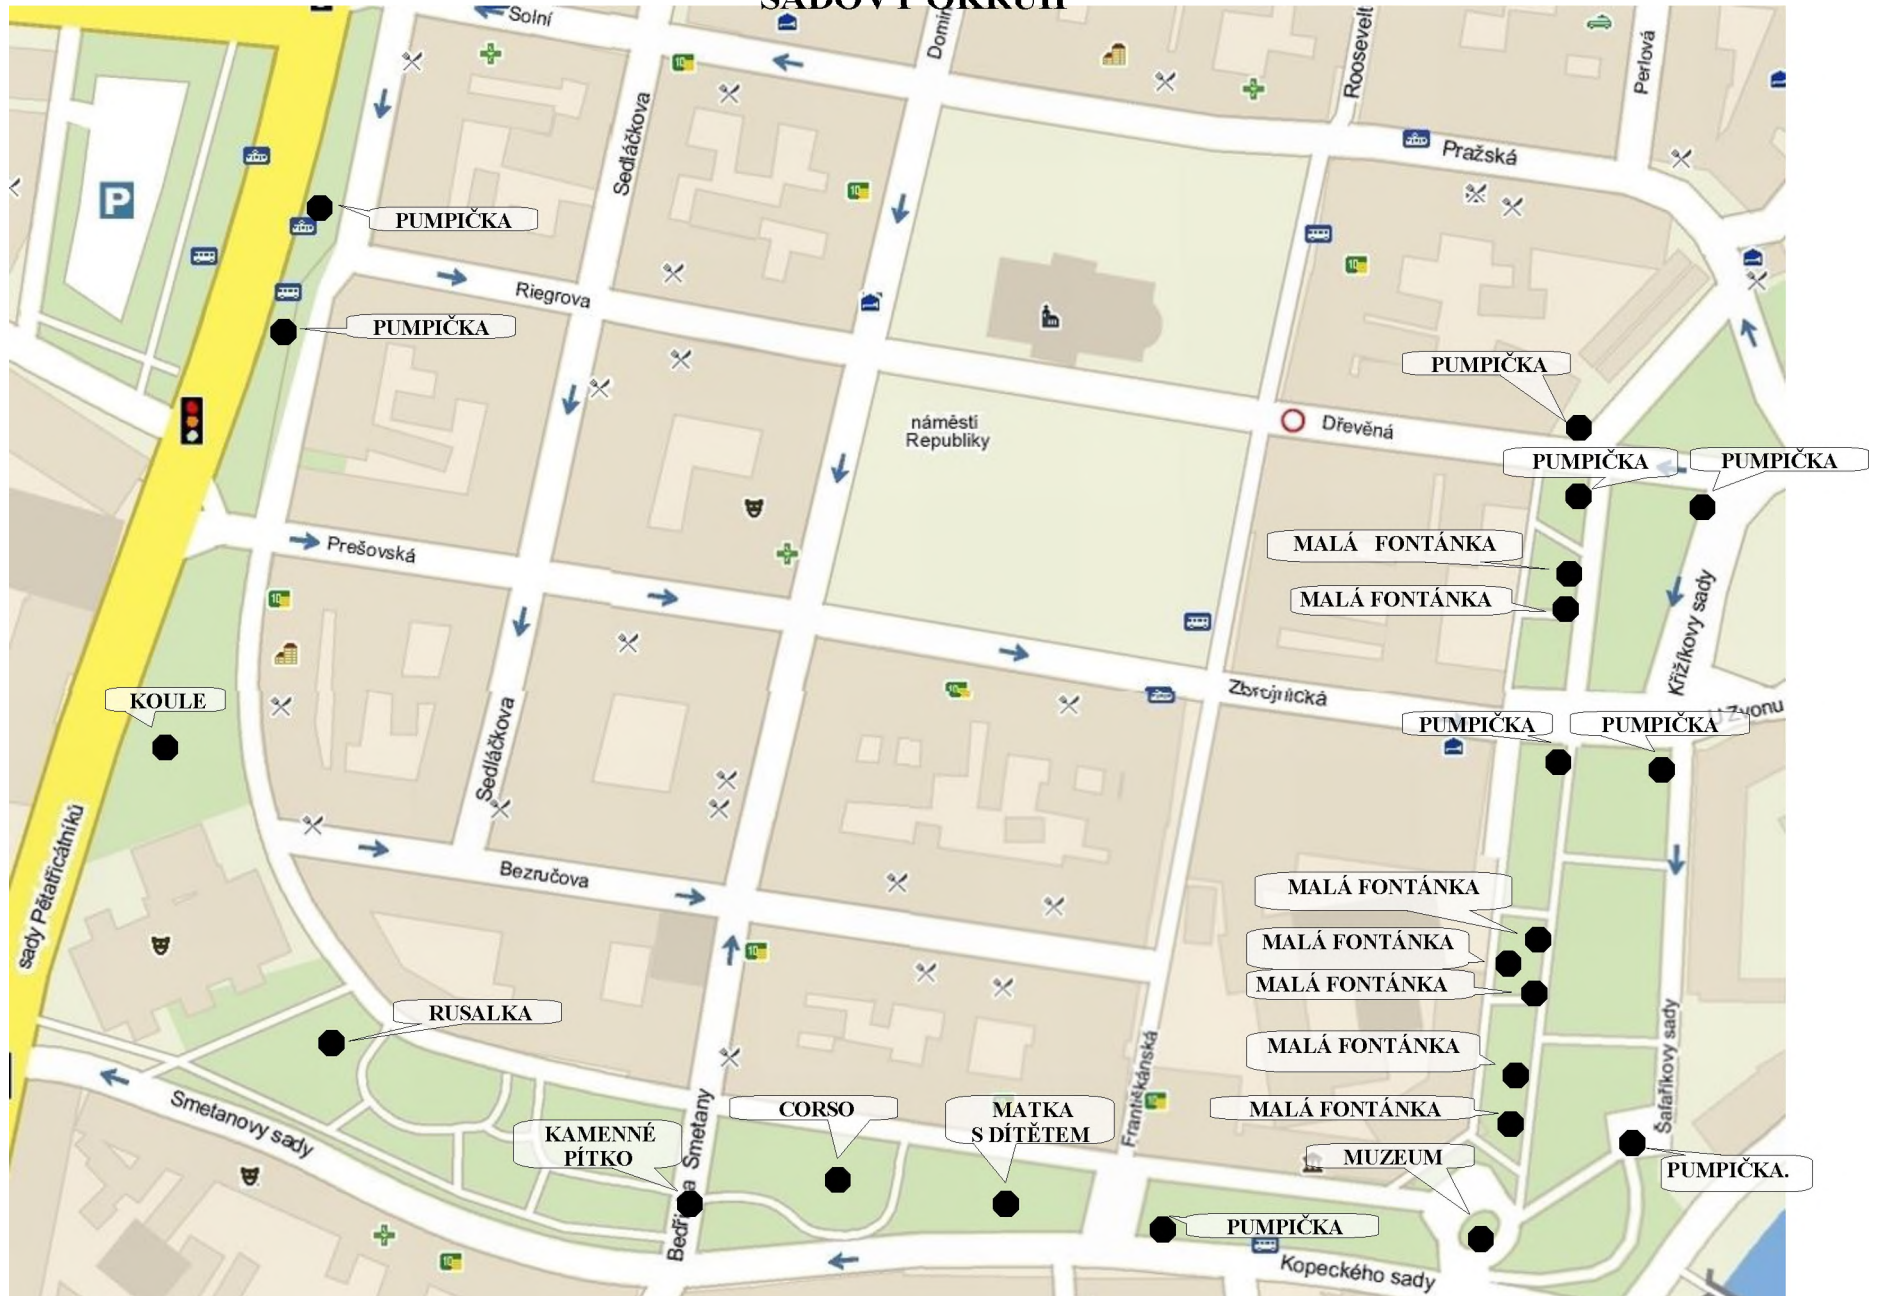 SADOVÝ OKRUH
Solní
Sedláčkova
Perlová
Pražská
P
PUMPIČKA
Riegrova
PUMPIČKA
PUMPIČKA
náměstí
Republiky
Dřevěná
PUMPIČKA
PUMPIČKA
MALÁ FONTÁNKA
Prešovská
MALÁ FONTÁNKA
Křižíkovy sady
Zbrojnická
KOULE
U Zvonu
PUMPIČKA
PUMPIČKA
Sedláčkova
sady Pětatřicátníků
Bezručova
MALÁ FONTÁNKA
MALÁ FONTÁNKA
MALÁ FONTÁNKA
RUSALKA
MALÁ FONTÁNKA
Františkánská
Šafaříkovy sady
Smetanovy sady
CORSO
MATKA
S DÍTĚTEM
MALÁ FONTÁNKA
KAMENNÉ
PÍTKO
Smetany
MUZEUM
PUMPIČKA.
PUMPIČKA
Kopeckého sady